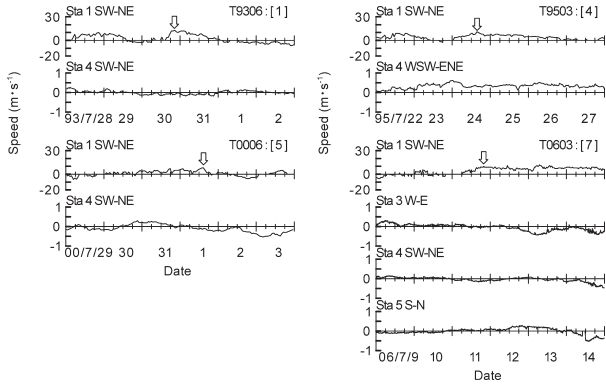 Sta 1 SW-NE T9306 : [1]
30
0
-20
Sta 4 SW-NE
1
0
-1
93/7/28 29 30 31 1 2
Speed (m·s⁻¹)
Sta 1 SW-NE T0006 : [5]
30
0
-20
Sta 4 SW-NE
1
0
-1
00/7/29 30 31 1 2 3
Date
Sta 1 SW-NE T9503 : [4]
30
0
-20
Sta 4 WSW-ENE
1
0
-1
95/7/22 23 24 25 26 27
Speed (m·s⁻¹)
Sta 1 SW-NE T0603 : [7]
30
0
-20
Sta 3 W-E
1
0
-1
Sta 4 SW-NE
1
0
-1
Sta 5 S-N
1
0
-1
06/7/9 10 11 12 13 14
Date